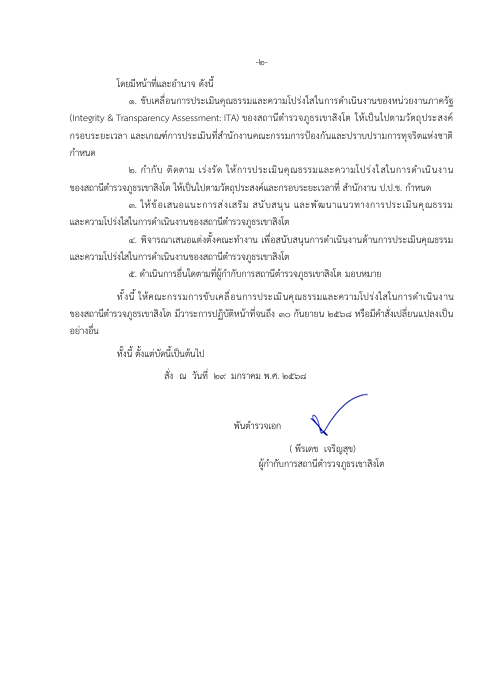 -๒-
โดยมีหน้าที่และอำนาจ ดังนี้
๑. ขับเคลื่อนการประเมินคุณธรรมและความโปร่งใสในการดำเนินงานของหน่วยงานภาครัฐ
(Integrity & Transparency Assessment: ITA) ของสถานีตำรวจภูธรเขาสิงโต ให้เป็นไปตามวัตถุประสงค์
กรอบระยะเวลา และเกณฑ์การประเมินที่สำนักงานคณะกรรมการป้องกันและปราบปรามการทุจริตแห่งชาติ
กำหนด
๒. กำกับ ติดตาม เร่งรัด ให้การประเมินคุณธรรมและความโปร่งใสในการดำเนินงาน
ของสถานีตำรวจภูธรเขาสิงโต ให้เป็นไปตามวัตถุประสงค์และกรอบระยะเวลาที่ สำนักงาน ป.ป.ช. กำหนด
๓. ให้ข้อเสนอแนะการส่งเสริม สนับสนุน และพัฒนาแนวทางการประเมินคุณธรรม
และความโปร่งใสในการดำเนินงานของสถานีตำรวจภูธรเขาสิงโต
๔. พิจารณาเสนอแต่งตั้งคณะทำงาน เพื่อสนับสนุนการดำเนินงานด้านการประเมินคุณธรรม
และความโปร่งใสในการดำเนินงานของสถานีตำรวจภูธรเขาสิงโต
๕. ดำเนินการอื่นใดตามที่ผู้กำกับการสถานีตำรวจภูธรเขาสิงโต มอบหมาย
ทั้งนี้ ให้คณะกรรมการขับเคลื่อนการประเมินคุณธรรมและความโปร่งใสในการดำเนินงาน
ของสถานีตำรวจภูธรเขาสิงโต มีวาระการปฏิบัติหน้าที่จนถึง ๓๐ กันยายน ๒๕๖๘ หรือมีคำสั่งเปลี่ยนแปลงเป็น
อย่างอื่น
ทั้งนี้ ตั้งแต่บัดนี้เป็นต้นไป
สั่ง ณ วันที่ ๒๙ มกราคม พ.ศ. ๒๕๖๘
พันตำรวจเอก
( พีรเดช เจริญสุข)
ผู้กำกับการสถานีตำรวจภูธรเขาสิงโต